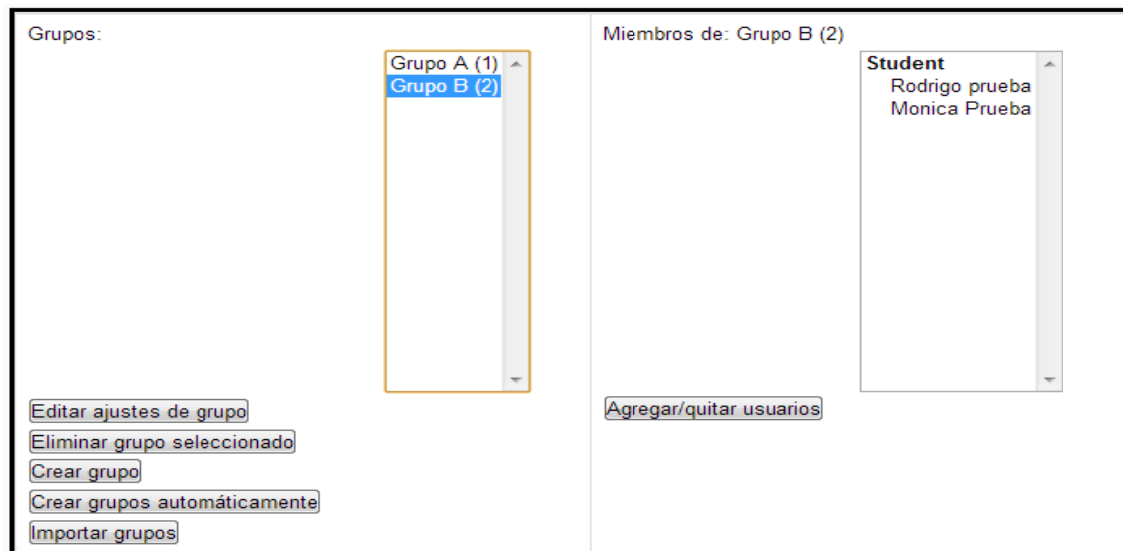 Grupos:
Grupo A (1)
Grupo B (2)
Editar ajustes de grupo
Eliminar grupo seleccionado
Crear grupo
Crear grupos automáticamente
Importar grupos
Miembros de: Grupo B (2)
Student
Rodrigo prueba
Monica Prueba
Agregar/quitar usuarios